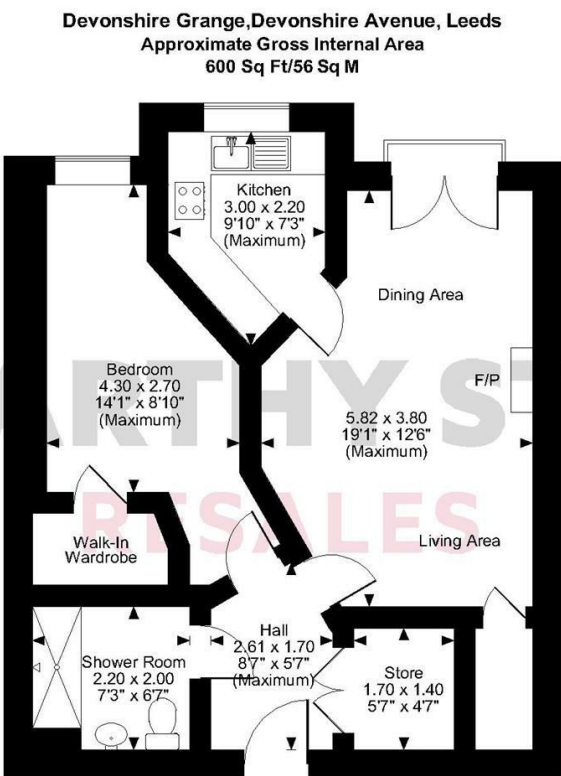 Devonshire Grange,Devonshire Avenue, Leeds
Approximate Gross Internal Area
600 Sq Ft/56 Sq M
Kitchen
3.00 x 2.20
9'10" x 7'3"
(Maximum)
Dining Area
Bedroom
4.30 x 2.70
14'1" x 8'10"
(Maximum)
F/P
ARTHY S
5.82 x 3.80
19'1" x 12'6"
(Maximum)
RESALES
Walk-In
Wardrobe
Living Area
Hall
2.61 x 1.70
8'7" x 5'7"
(Maximum)
Shower Room
2.20 x 2.00
7'3" x 6'7"
Store
1.70 x 1.40
5'7" x 4'7"